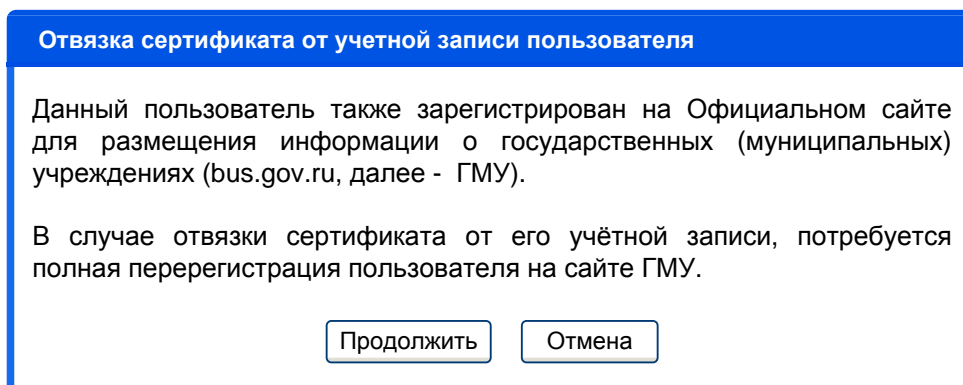 Отвязка сертификата от учетной записи пользователя
Данный пользователь также зарегистрирован на Официальном сайте
для размещения информации о государственных (муниципальных)
учреждениях (bus.gov.ru, далее - ГМУ).
В случае отвязки сертификата от его учётной записи, потребуется
полная перерегистрация пользователя на сайте ГМУ.
Продолжить Отмена